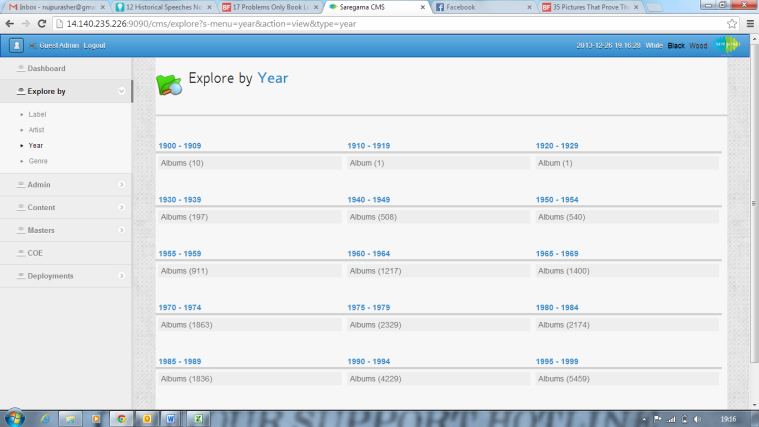 Inbox - nupurasher@gma
12 Historical Speeches No
17 Problems Only Book Lo
Saregama CMS
Facebook
35 Pictures That Prove The
14.140.235.226:9090/cms/explore?s-menu=year&action=view&type=year
Guest Admin Logout
2013-12-26 19:16:28 White Black Wood
Dashboard
Explore by
Label
Artist
Year
Genre
Admin
Content
Masters
COE
Deployments
Explore by Year
1900 - 1909 1910 - 1919 1920 - 1929
Albums (10) Album (1) Album (1)
1930 - 1939 1940 - 1949 1950 - 1954
Albums (197) Albums (508) Albums (540)
1955 - 1959 1960 - 1964 1965 - 1969
Albums (911) Albums (1217) Albums (1400)
1970 - 1974 1975 - 1979 1980 - 1984
Albums (1863) Albums (2329) Albums (2174)
1985 - 1989 1990 - 1994 1995 - 1999
Albums (1836) Albums (4229) Albums (5459)
OUR SUPPORT HOTLIN
19:16